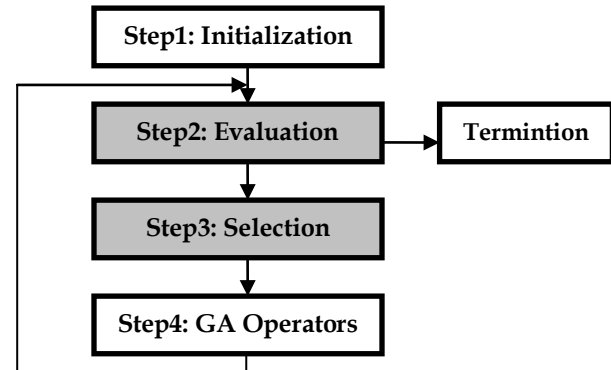 Step1: Initialization
Step2: Evaluation
Termintion
Step3: Selection
Step4: GA Operators